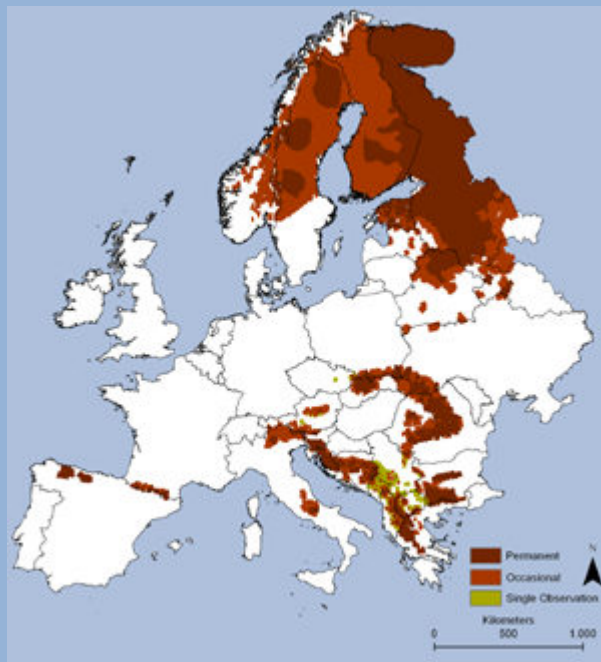 Permanent
Occasional
Single Observation
Kilometers
0 500 1.000